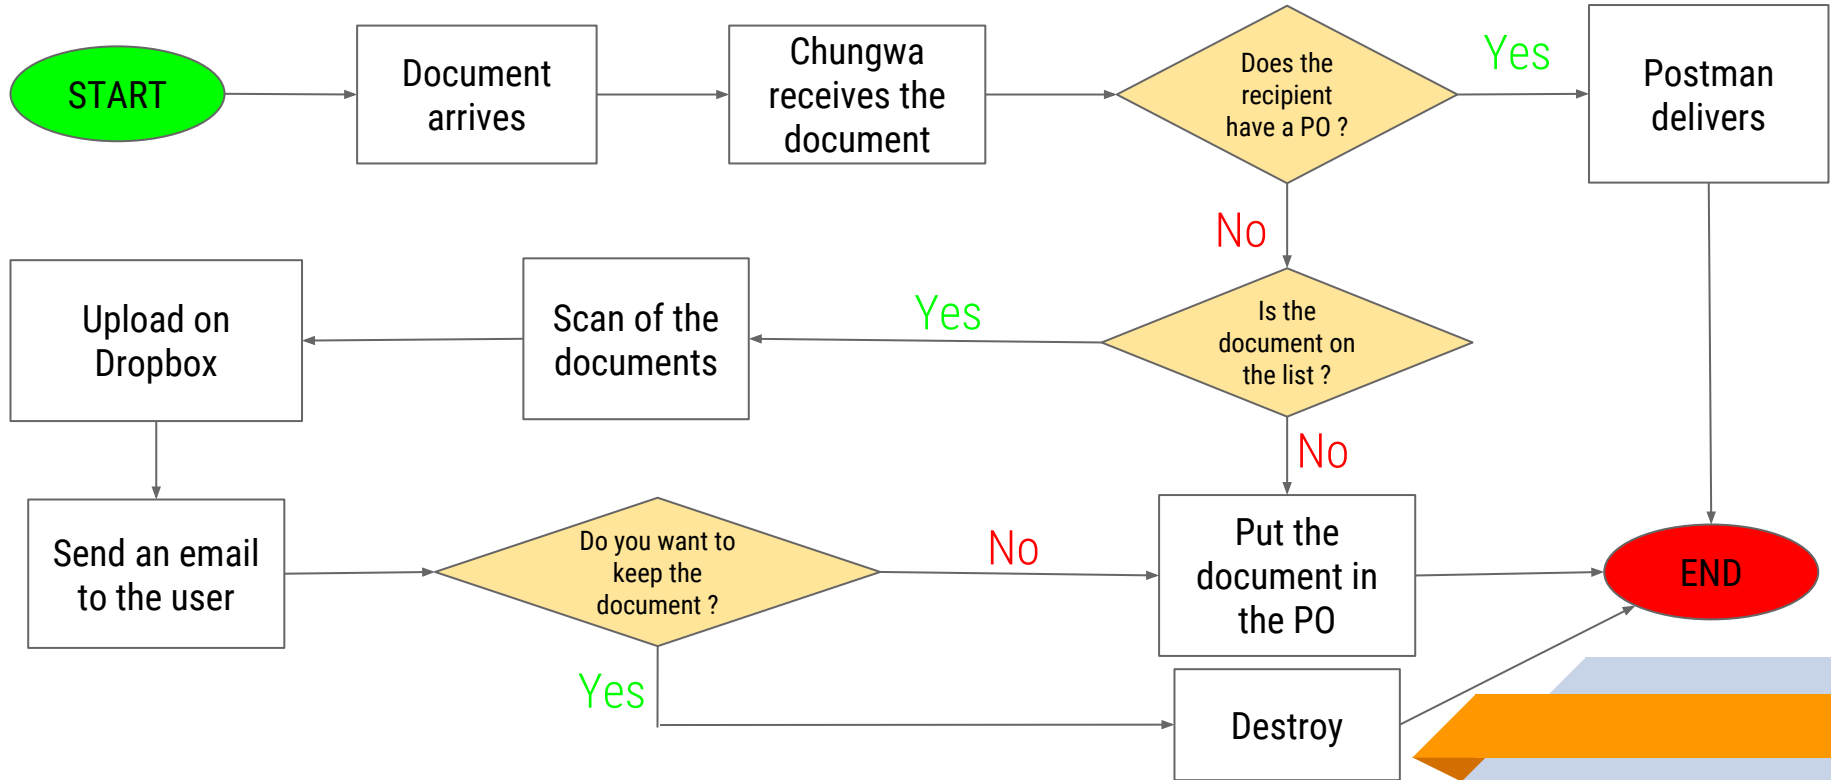 START
Document
arrives
Chungwa
receives the
document
Does the
recipient
have a PO ?
Yes
Postman
delivers
No
Upload on
Dropbox
Scan of the
documents
Yes
Is the
document on
the list ?
No
Send an email
to the user
Do you want to
keep the
document ?
No
Put the
document in
the PO
END
Yes
Destroy